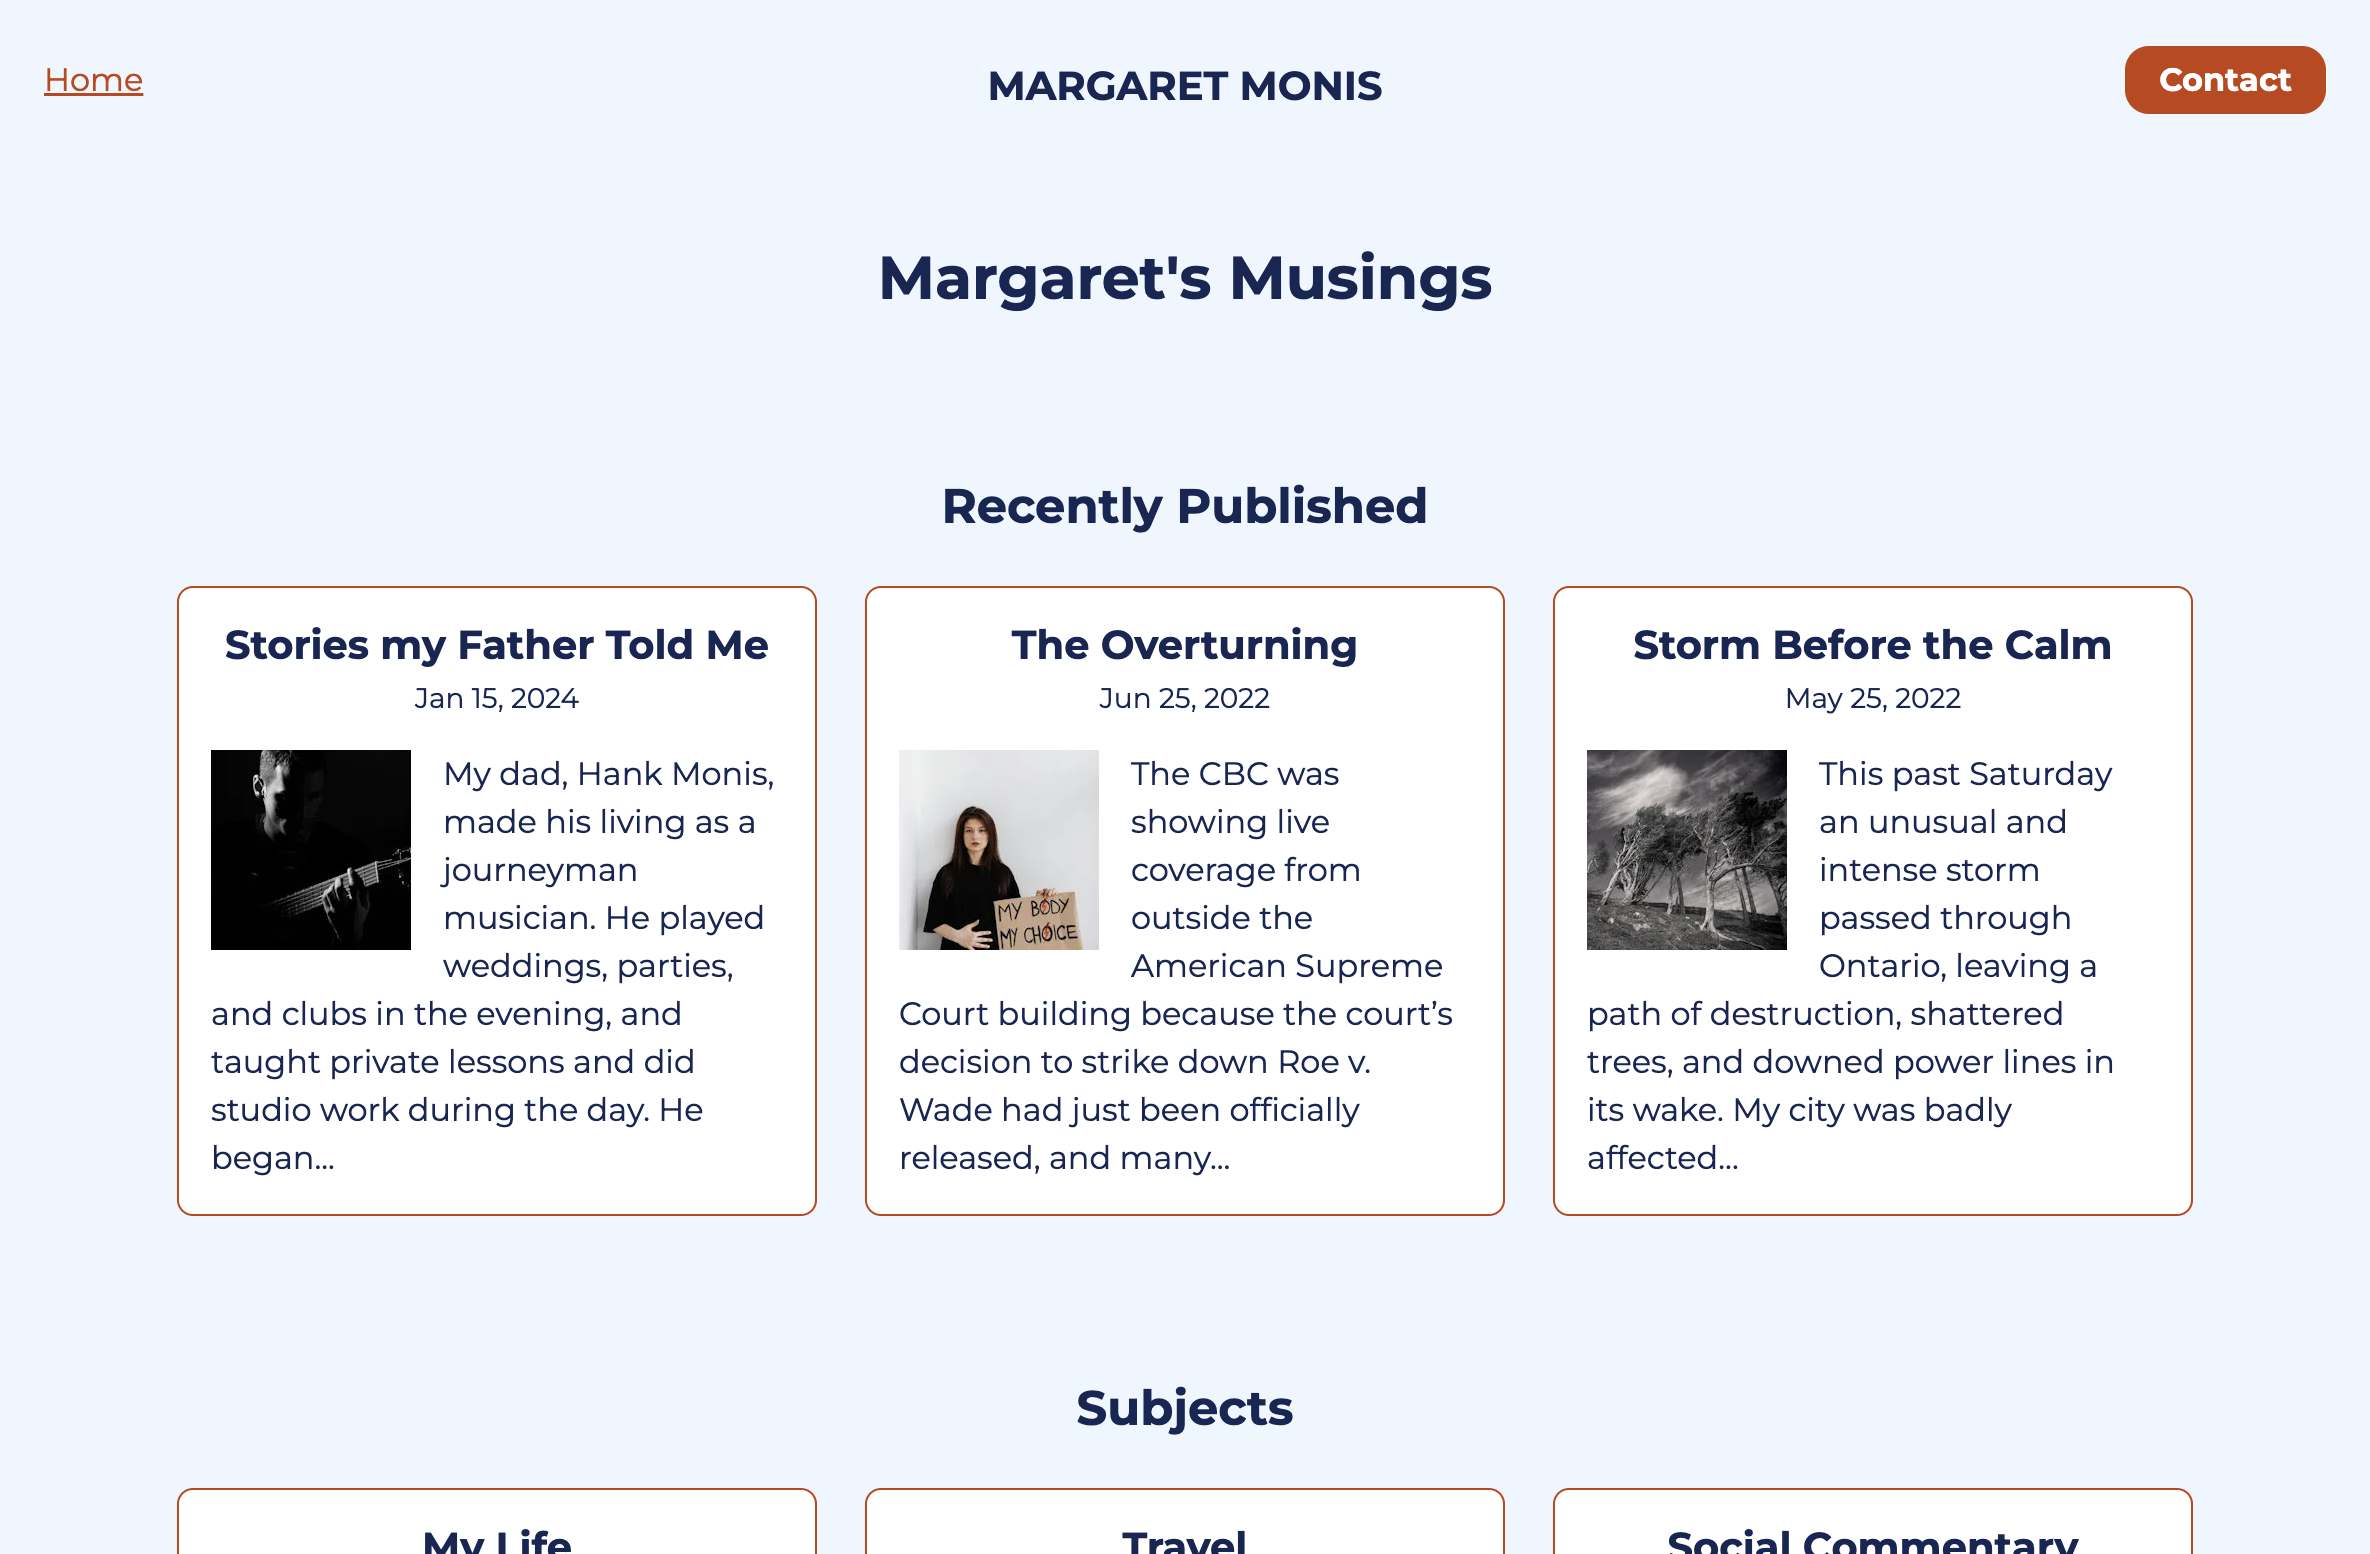 Home
MARGARET MONIS
Contact
Margaret's Musings
Recently Published
Stories my Father Told Me
Jan 15, 2024
My dad, Hank Monis,
made his living as a
journeyman
musician. He played
weddings, parties,
and clubs in the evening, and
taught private lessons and did
studio work during the day. He
began...
The Overturning
Jun 25, 2022
MY BODY
MY CHOICE
The CBC was
showing live
coverage from
outside the
American Supreme
Court building because the court’s
decision to strike down Roe v.
Wade had just been officially
released, and many...
Storm Before the Calm
May 25, 2022
This past Saturday
an unusual and
intense storm
passed through
Ontario, leaving a
path of destruction, shattered
trees, and downed power lines in
its wake. My city was badly
affected...
Subjects
My Life
Travel
Social Commentary